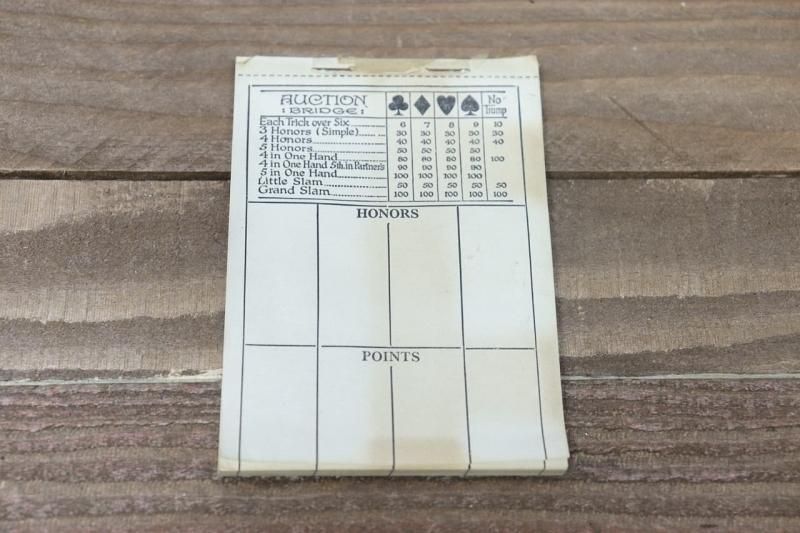 AUCTION BRIDGE ♣ ♦ ♥ ♠ No Trump
Each Trick over Six 6 7 8 9 10
3 Honors (Simple) 30 30 30 30 30
4 Honors 40 40 40 40 40
5 Honors 50 50 50 50
4 in One Hand 80 80 80 80 100
4 in One Hand 5th. in Partner's 90 90 90 90
5 in One Hand 100 100 100 100
Little Slam 50 50 50 50 50
Grand Slam 100 100 100 100 100
HONORS
POINTS